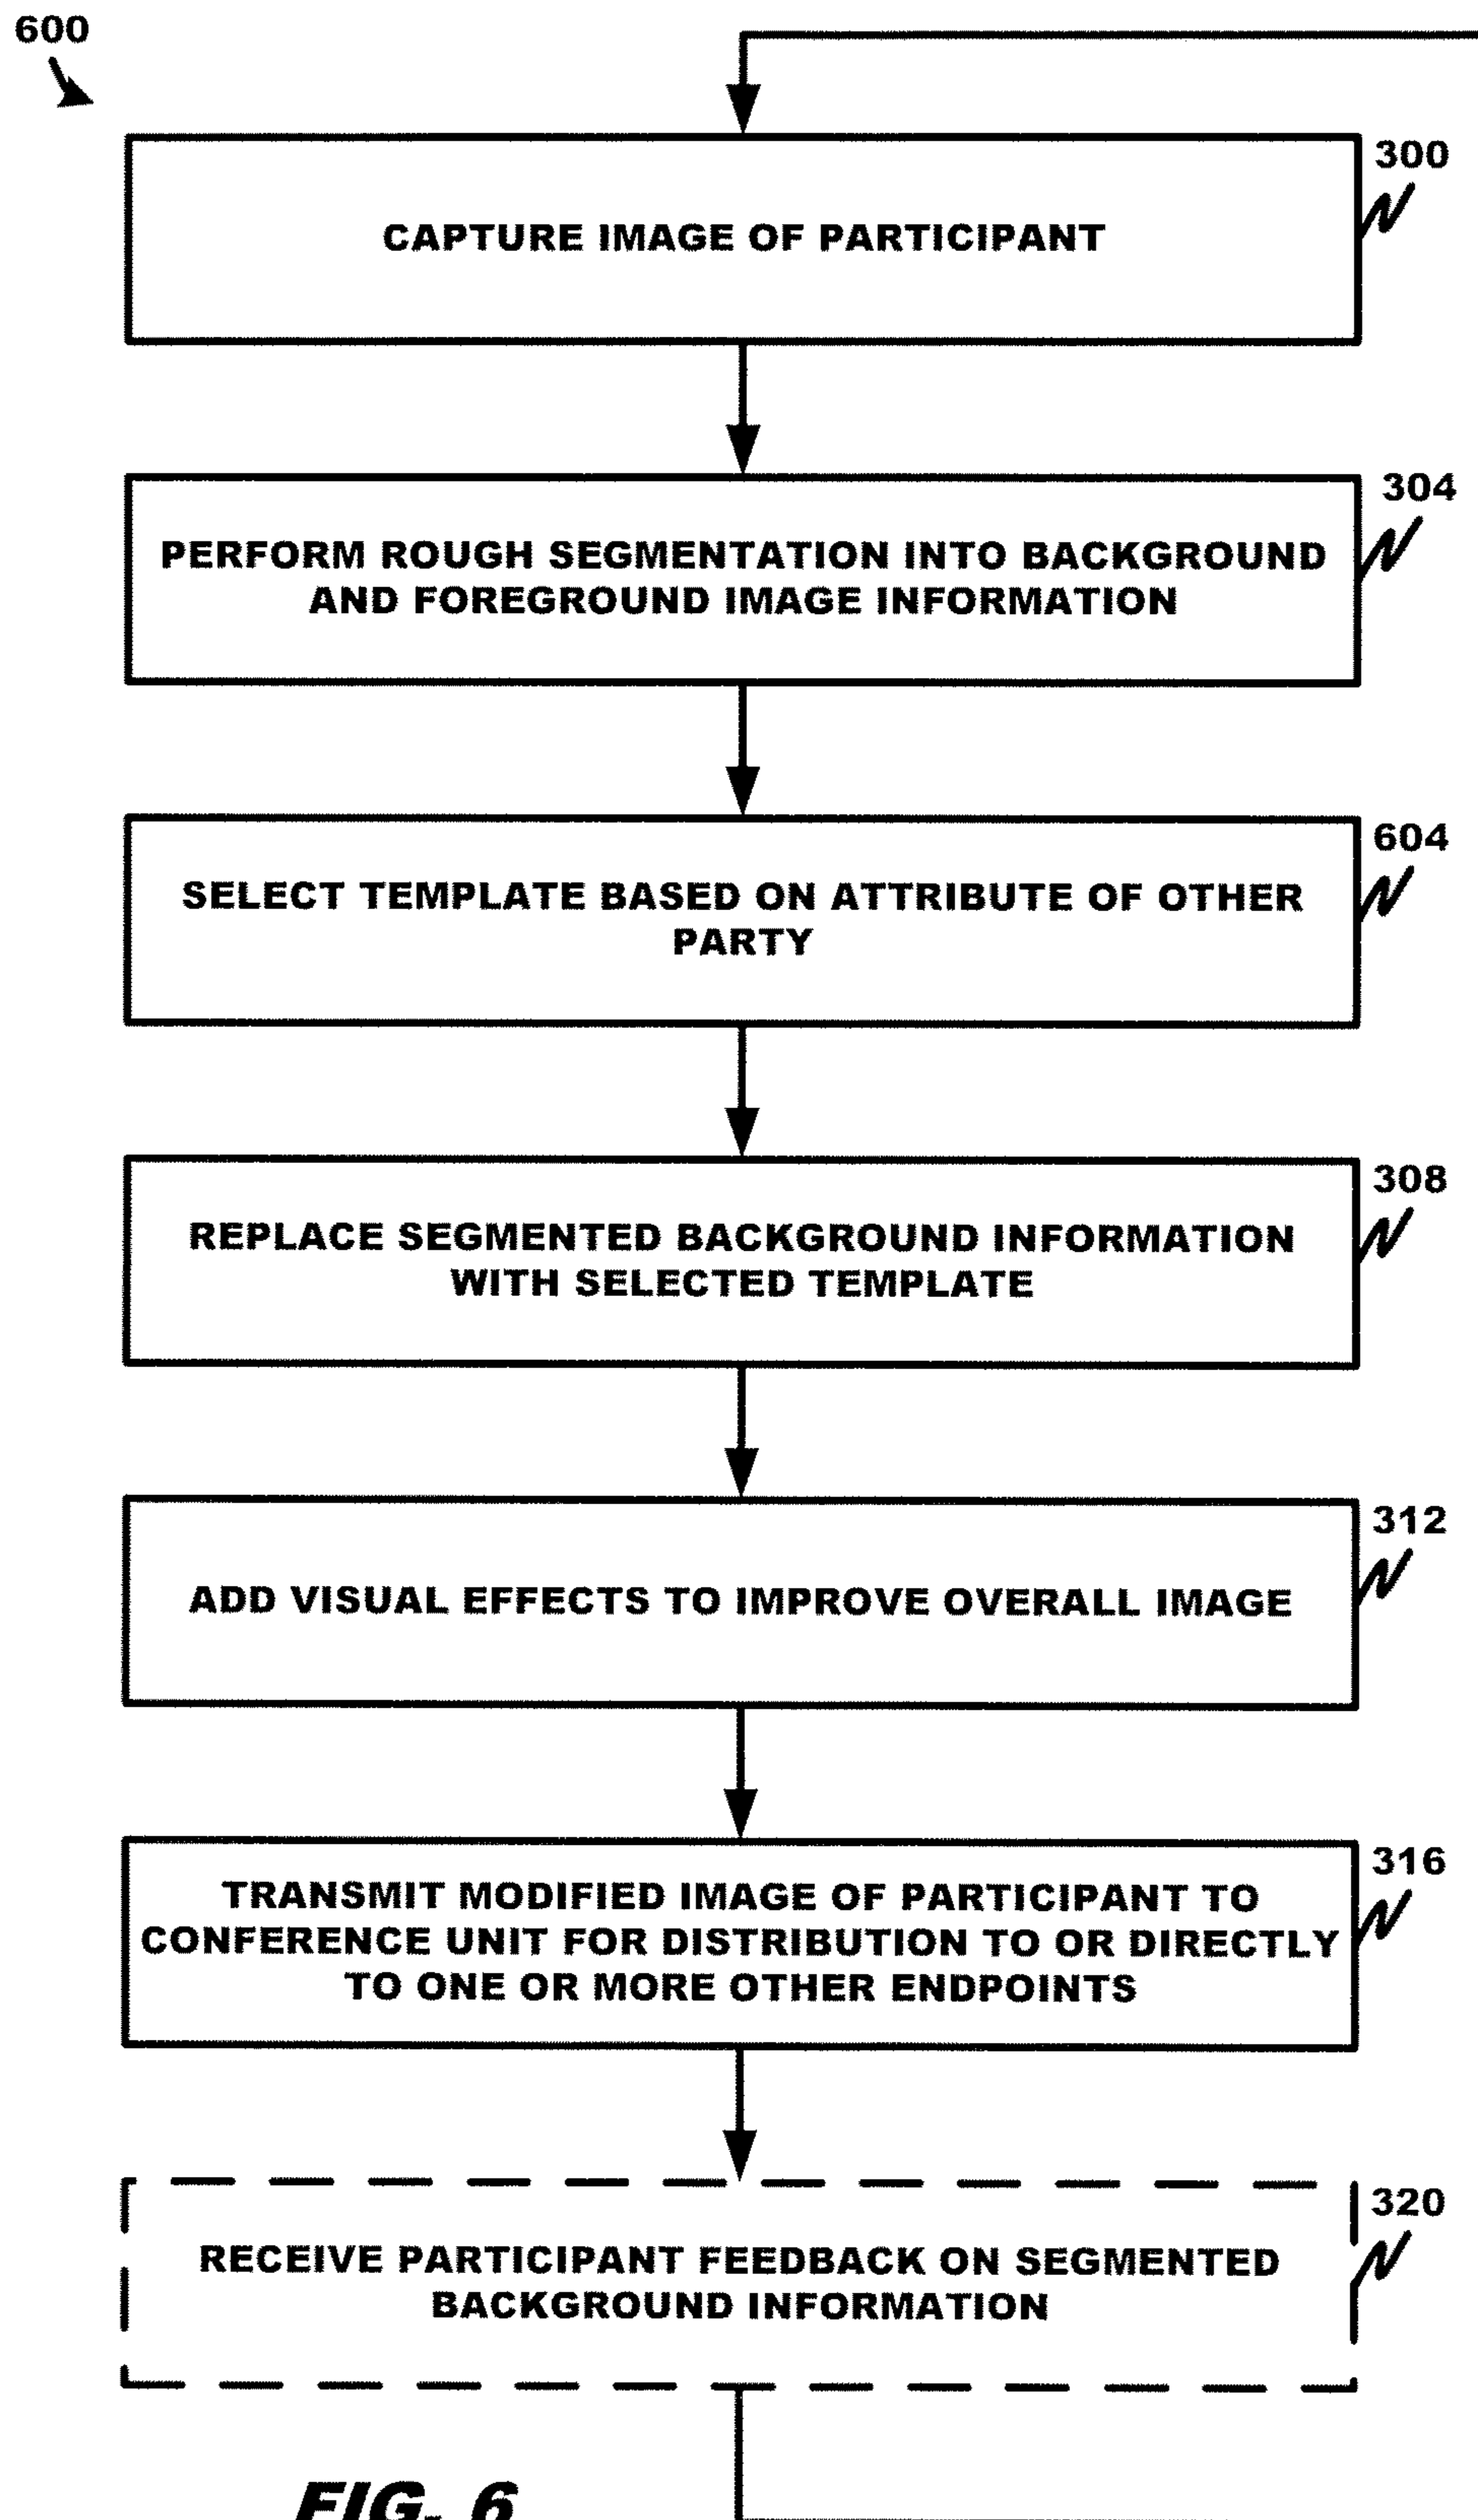 600
300
CAPTURE IMAGE OF PARTICIPANT
304
PERFORM ROUGH SEGMENTATION INTO BACKGROUND
AND FOREGROUND IMAGE INFORMATION
604
SELECT TEMPLATE BASED ON ATTRIBUTE OF OTHER
PARTY
308
REPLACE SEGMENTED BACKGROUND INFORMATION
WITH SELECTED TEMPLATE
312
ADD VISUAL EFFECTS TO IMPROVE OVERALL IMAGE
316
TRANSMIT MODIFIED IMAGE OF PARTICIPANT TO
CONFERENCE UNIT FOR DISTRIBUTION TO OR DIRECTLY
TO ONE OR MORE OTHER ENDPOINTS
320
RECEIVE PARTICIPANT FEEDBACK ON SEGMENTED
BACKGROUND INFORMATION
FIG. 6